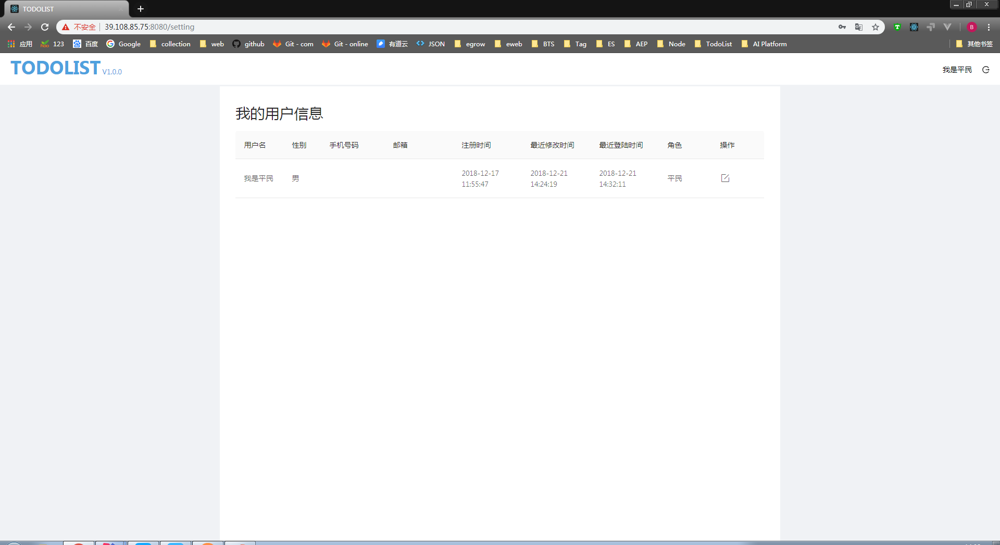 TODOLIST
不安全 39.108.85.75:8080/setting
应用 123 百度 Google collection web github Git - com Git - online 有道云 JSON egrow eweb BTS Tag ES AEP Node TodoList AI Platform 其他书签
TODOLIST V1.0.0 我是平民
我的用户信息
用户名 性别 手机号码 邮箱 注册时间 最近修改时间 最近登陆时间 角色 操作
我是平民 男 2018-12-17 11:55:47 2018-12-21 14:24:19 2018-12-21 14:32:11 平民